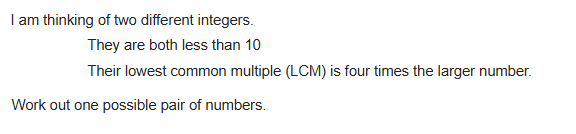 I am thinking of two different integers.
They are both less than 10
Their lowest common multiple (LCM) is four times the larger number.
Work out one possible pair of numbers.